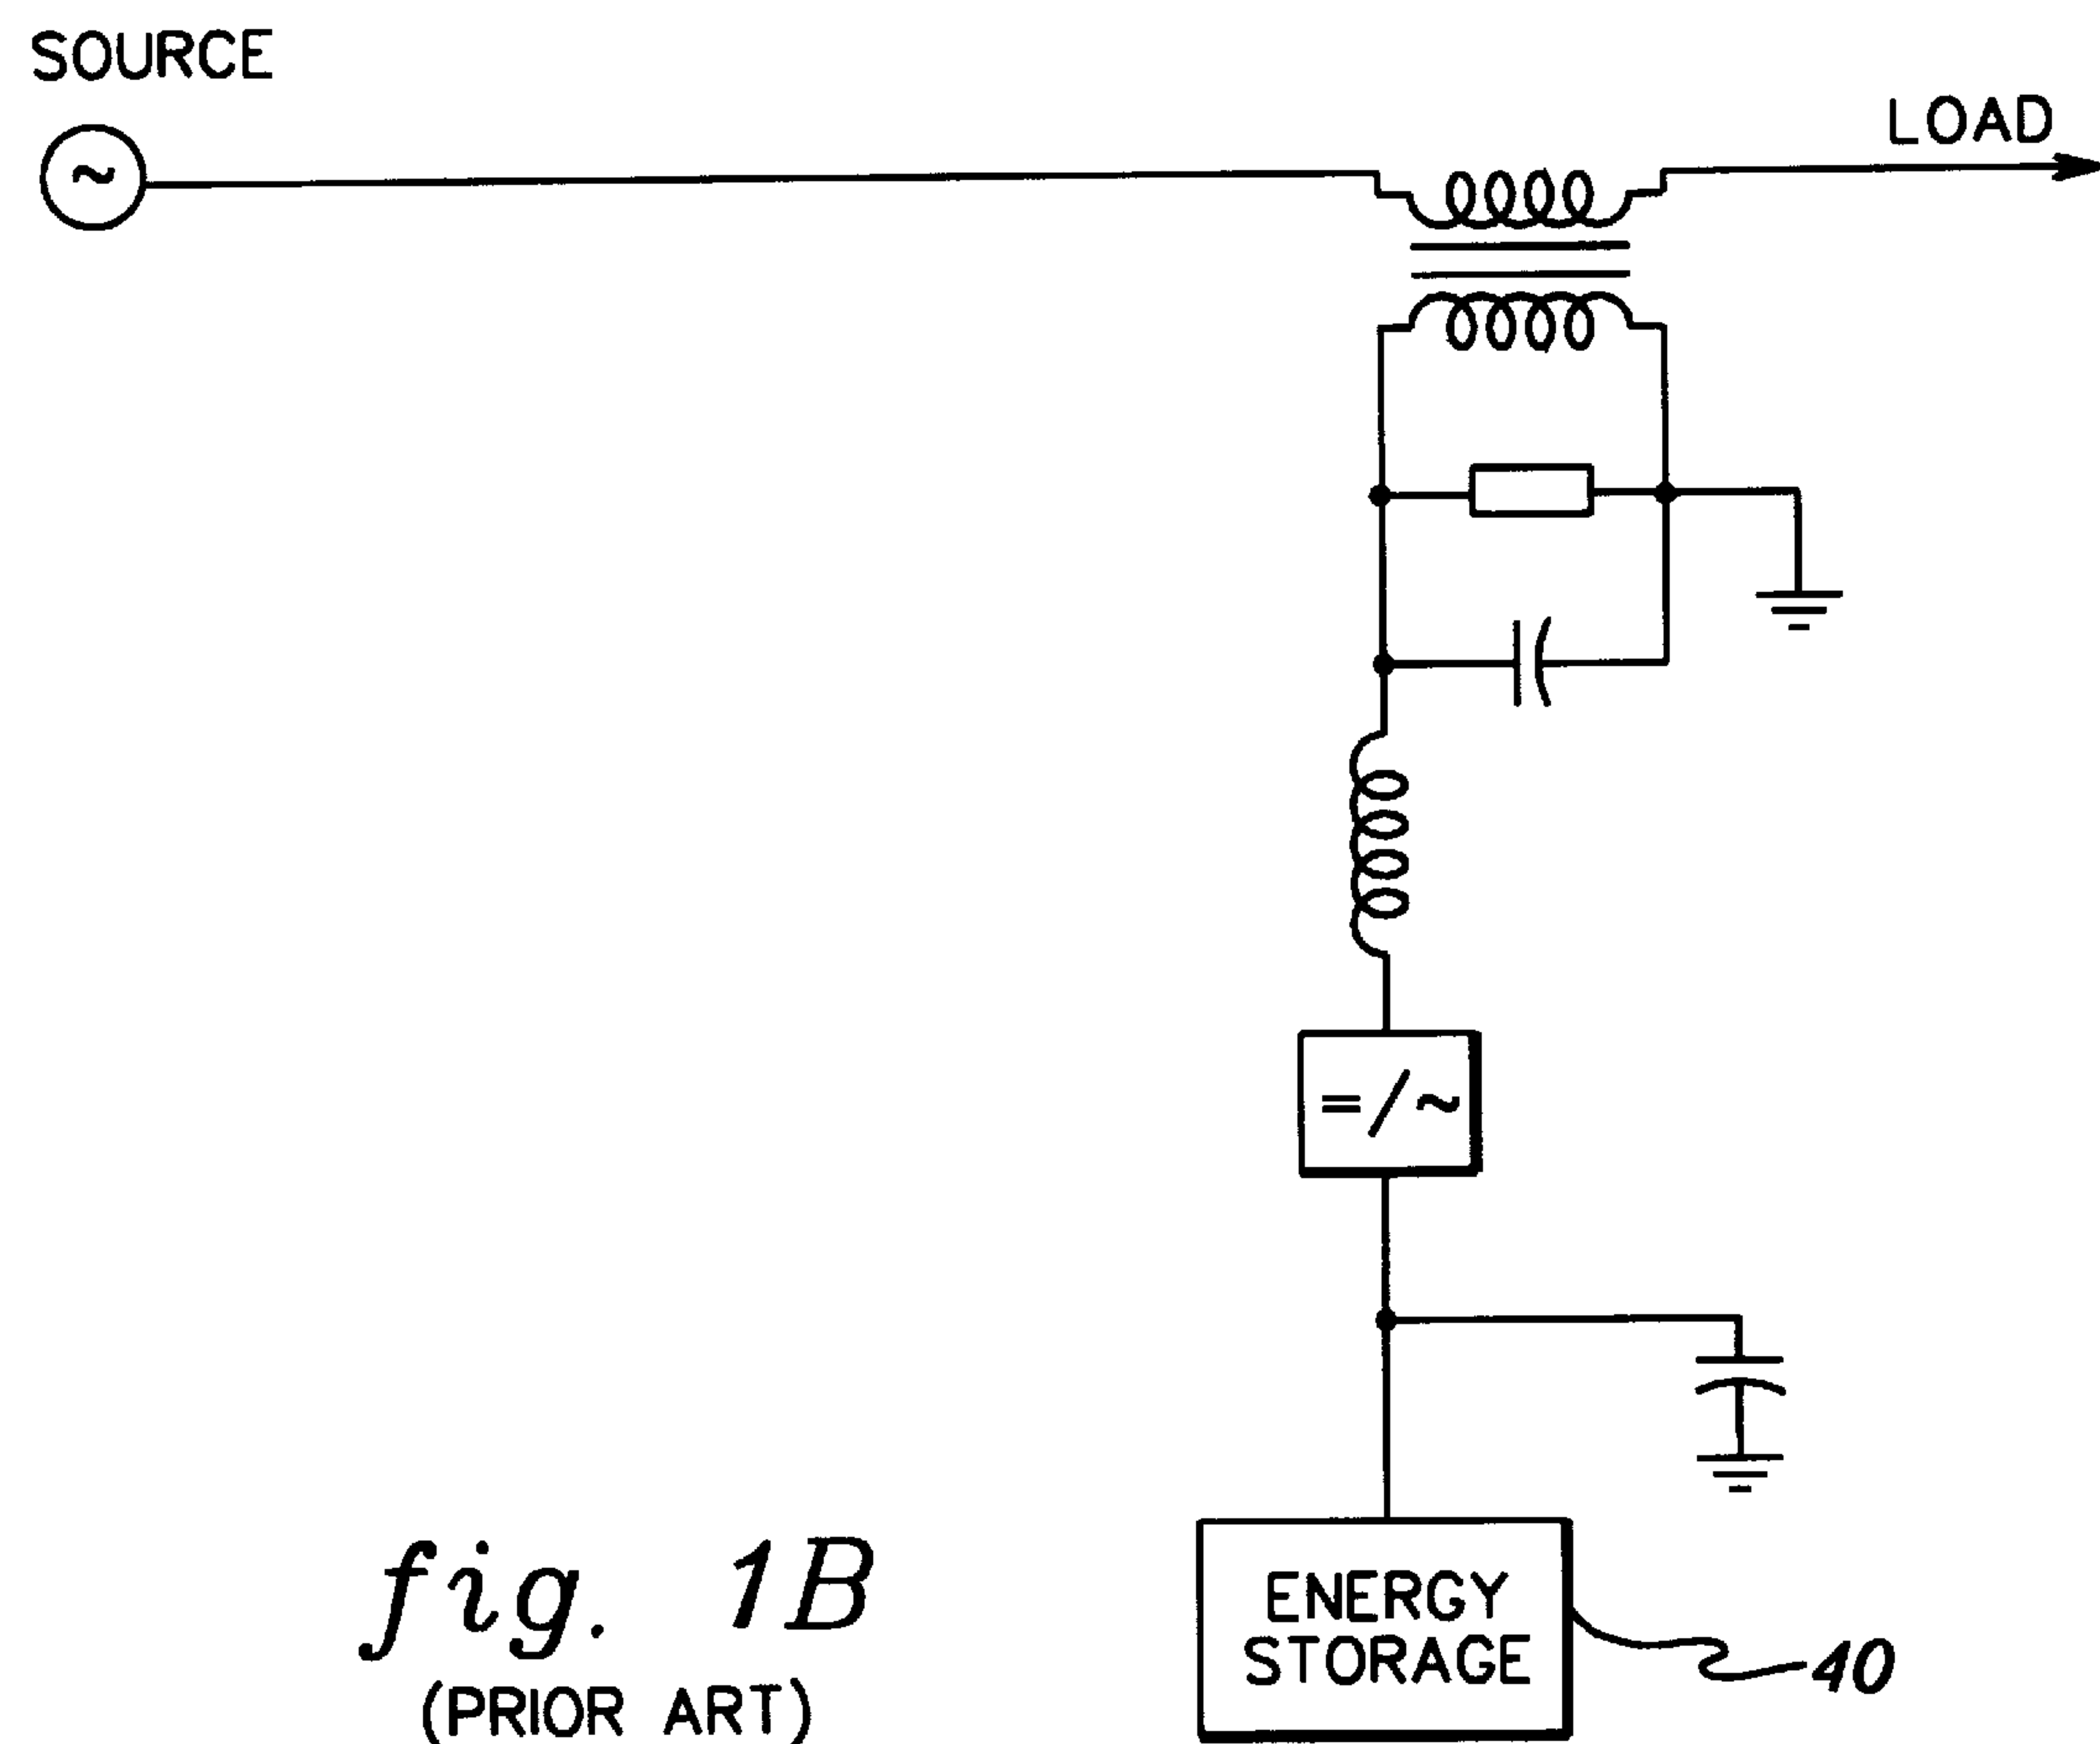 SOURCE
~
LOAD
=/~
ENERGY
STORAGE
40
fig. 1B
(PRIOR ART)